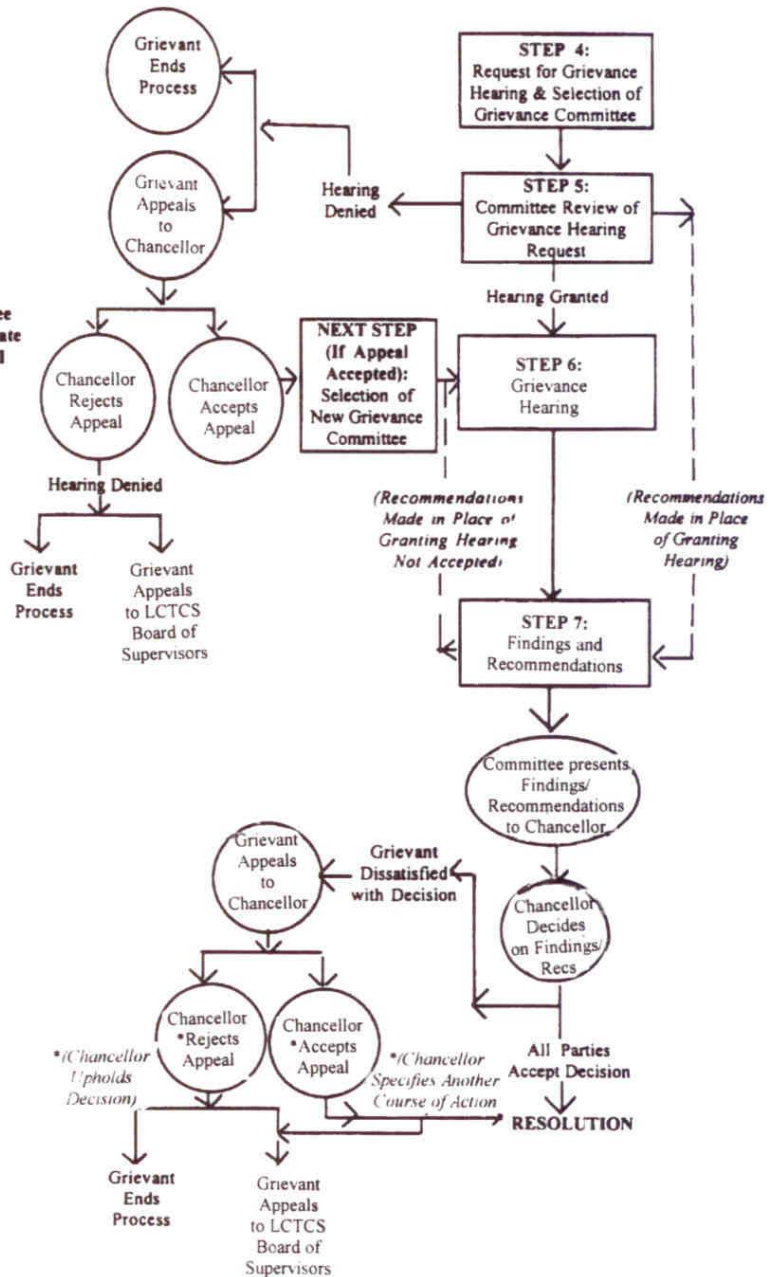 Grievant
Ends
Process
STEP 4:
Request for Grievance
Hearing & Selection of
Grievance Committee
Grievant
Appeals
to
Chancellor
Hearing
Denied
STEP 5:
Committee Review of
Grievance Hearing
Request
Hearing Granted
Chancellor
Rejects
Appeal
Chancellor
Accepts
Appeal
NEXT STEP
(If Appeal
Accepted):
Selection of
New Grievance
Committee
STEP 6:
Grievance
Hearing
Hearing Denied
Grievant
Ends
Process
Grievant
Appeals
to LCTCS
Board of
Supervisors
(Recommendations
Made in Place of
Granting Hearing
Not Accepted)
(Recommendations
Made in Place
of Granting
Hearing)
STEP 7:
Findings and
Recommendations
Committee presents
Findings/
Recommendations
to Chancellor
Grievant
Appeals
to
Chancellor
Grievant
Dissatisfied
with Decision
Chancellor
Decides
on Findings/
Recs
Chancellor
*Rejects
Appeal
Chancellor
*Accepts
Appeal
*(Chancellor
Upholds
Decision)
*(Chancellor
Specifies Another
Course of Action
All Parties
Accept Decision
RESOLUTION
Grievant
Ends
Process
Grievant
Appeals
to LCTCS
Board of
Supervisors